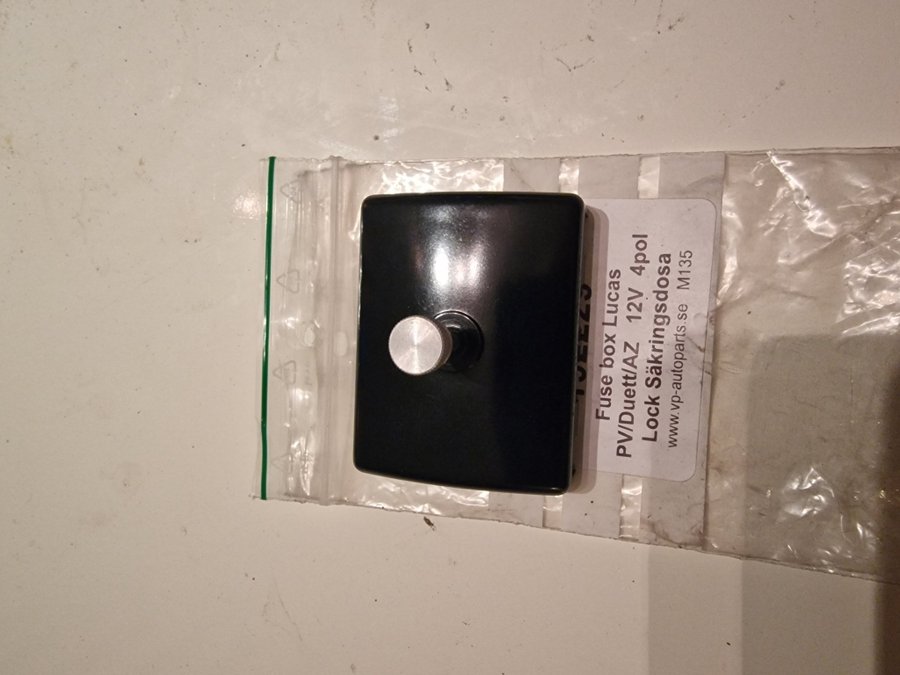 Fuse box Lucas
PV/Duett/AZ 12V 4pol
Lock Säkringsdosa
www.vp-autoparts.se M135